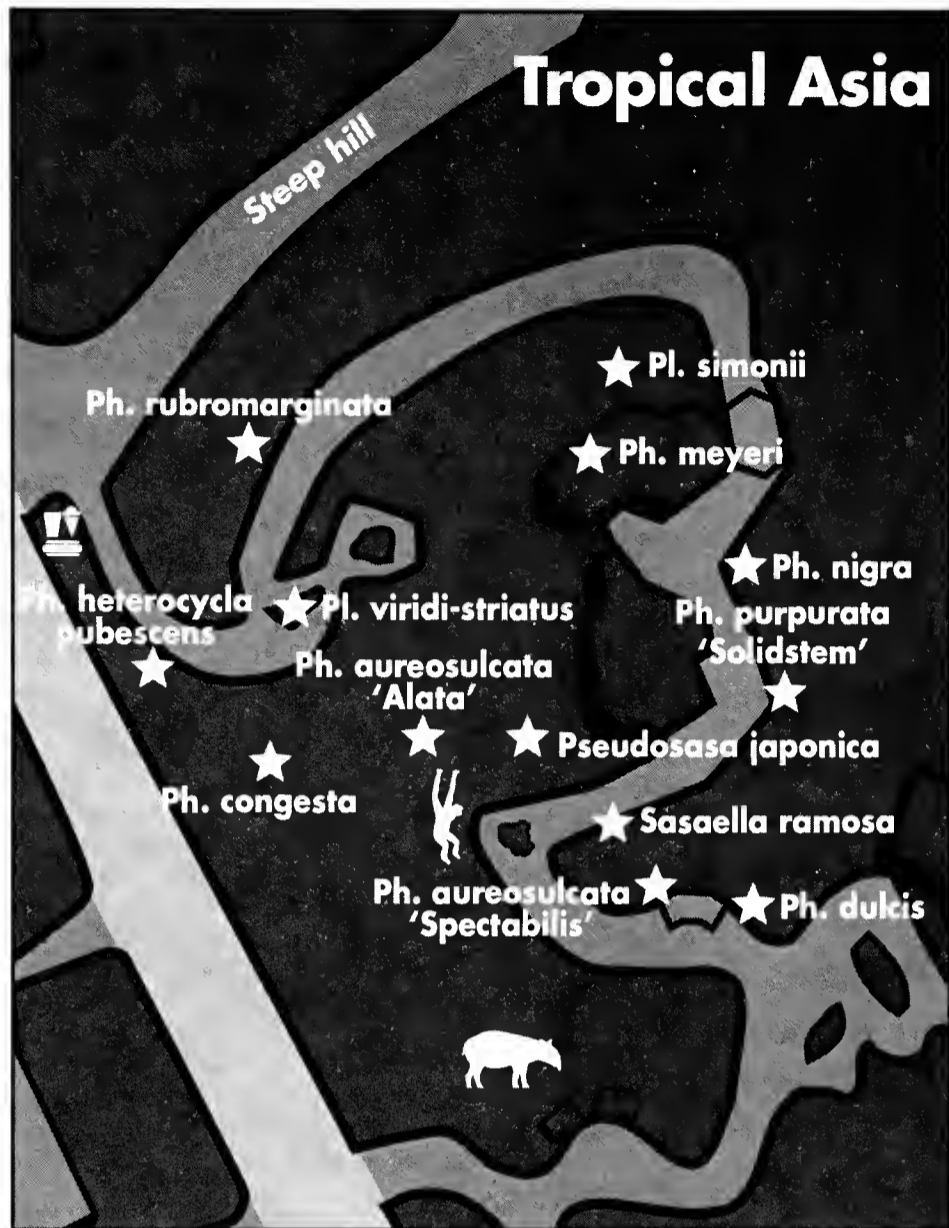 Tropical Asia
Steep hill
Pl. simonii
Ph. rubromarginata
Ph. meyeri
Ph. nigra
Ph. heterocycla
pubescens
Pl. viridi-striatus
Ph. purpurata
'Solidstem'
Ph. aureosulcata
'Alata'
Pseudosasa japonica
Ph. congesta
Sasaella ramosa
Ph. aureosulcata
'Spectabilis'
Ph. dulcis